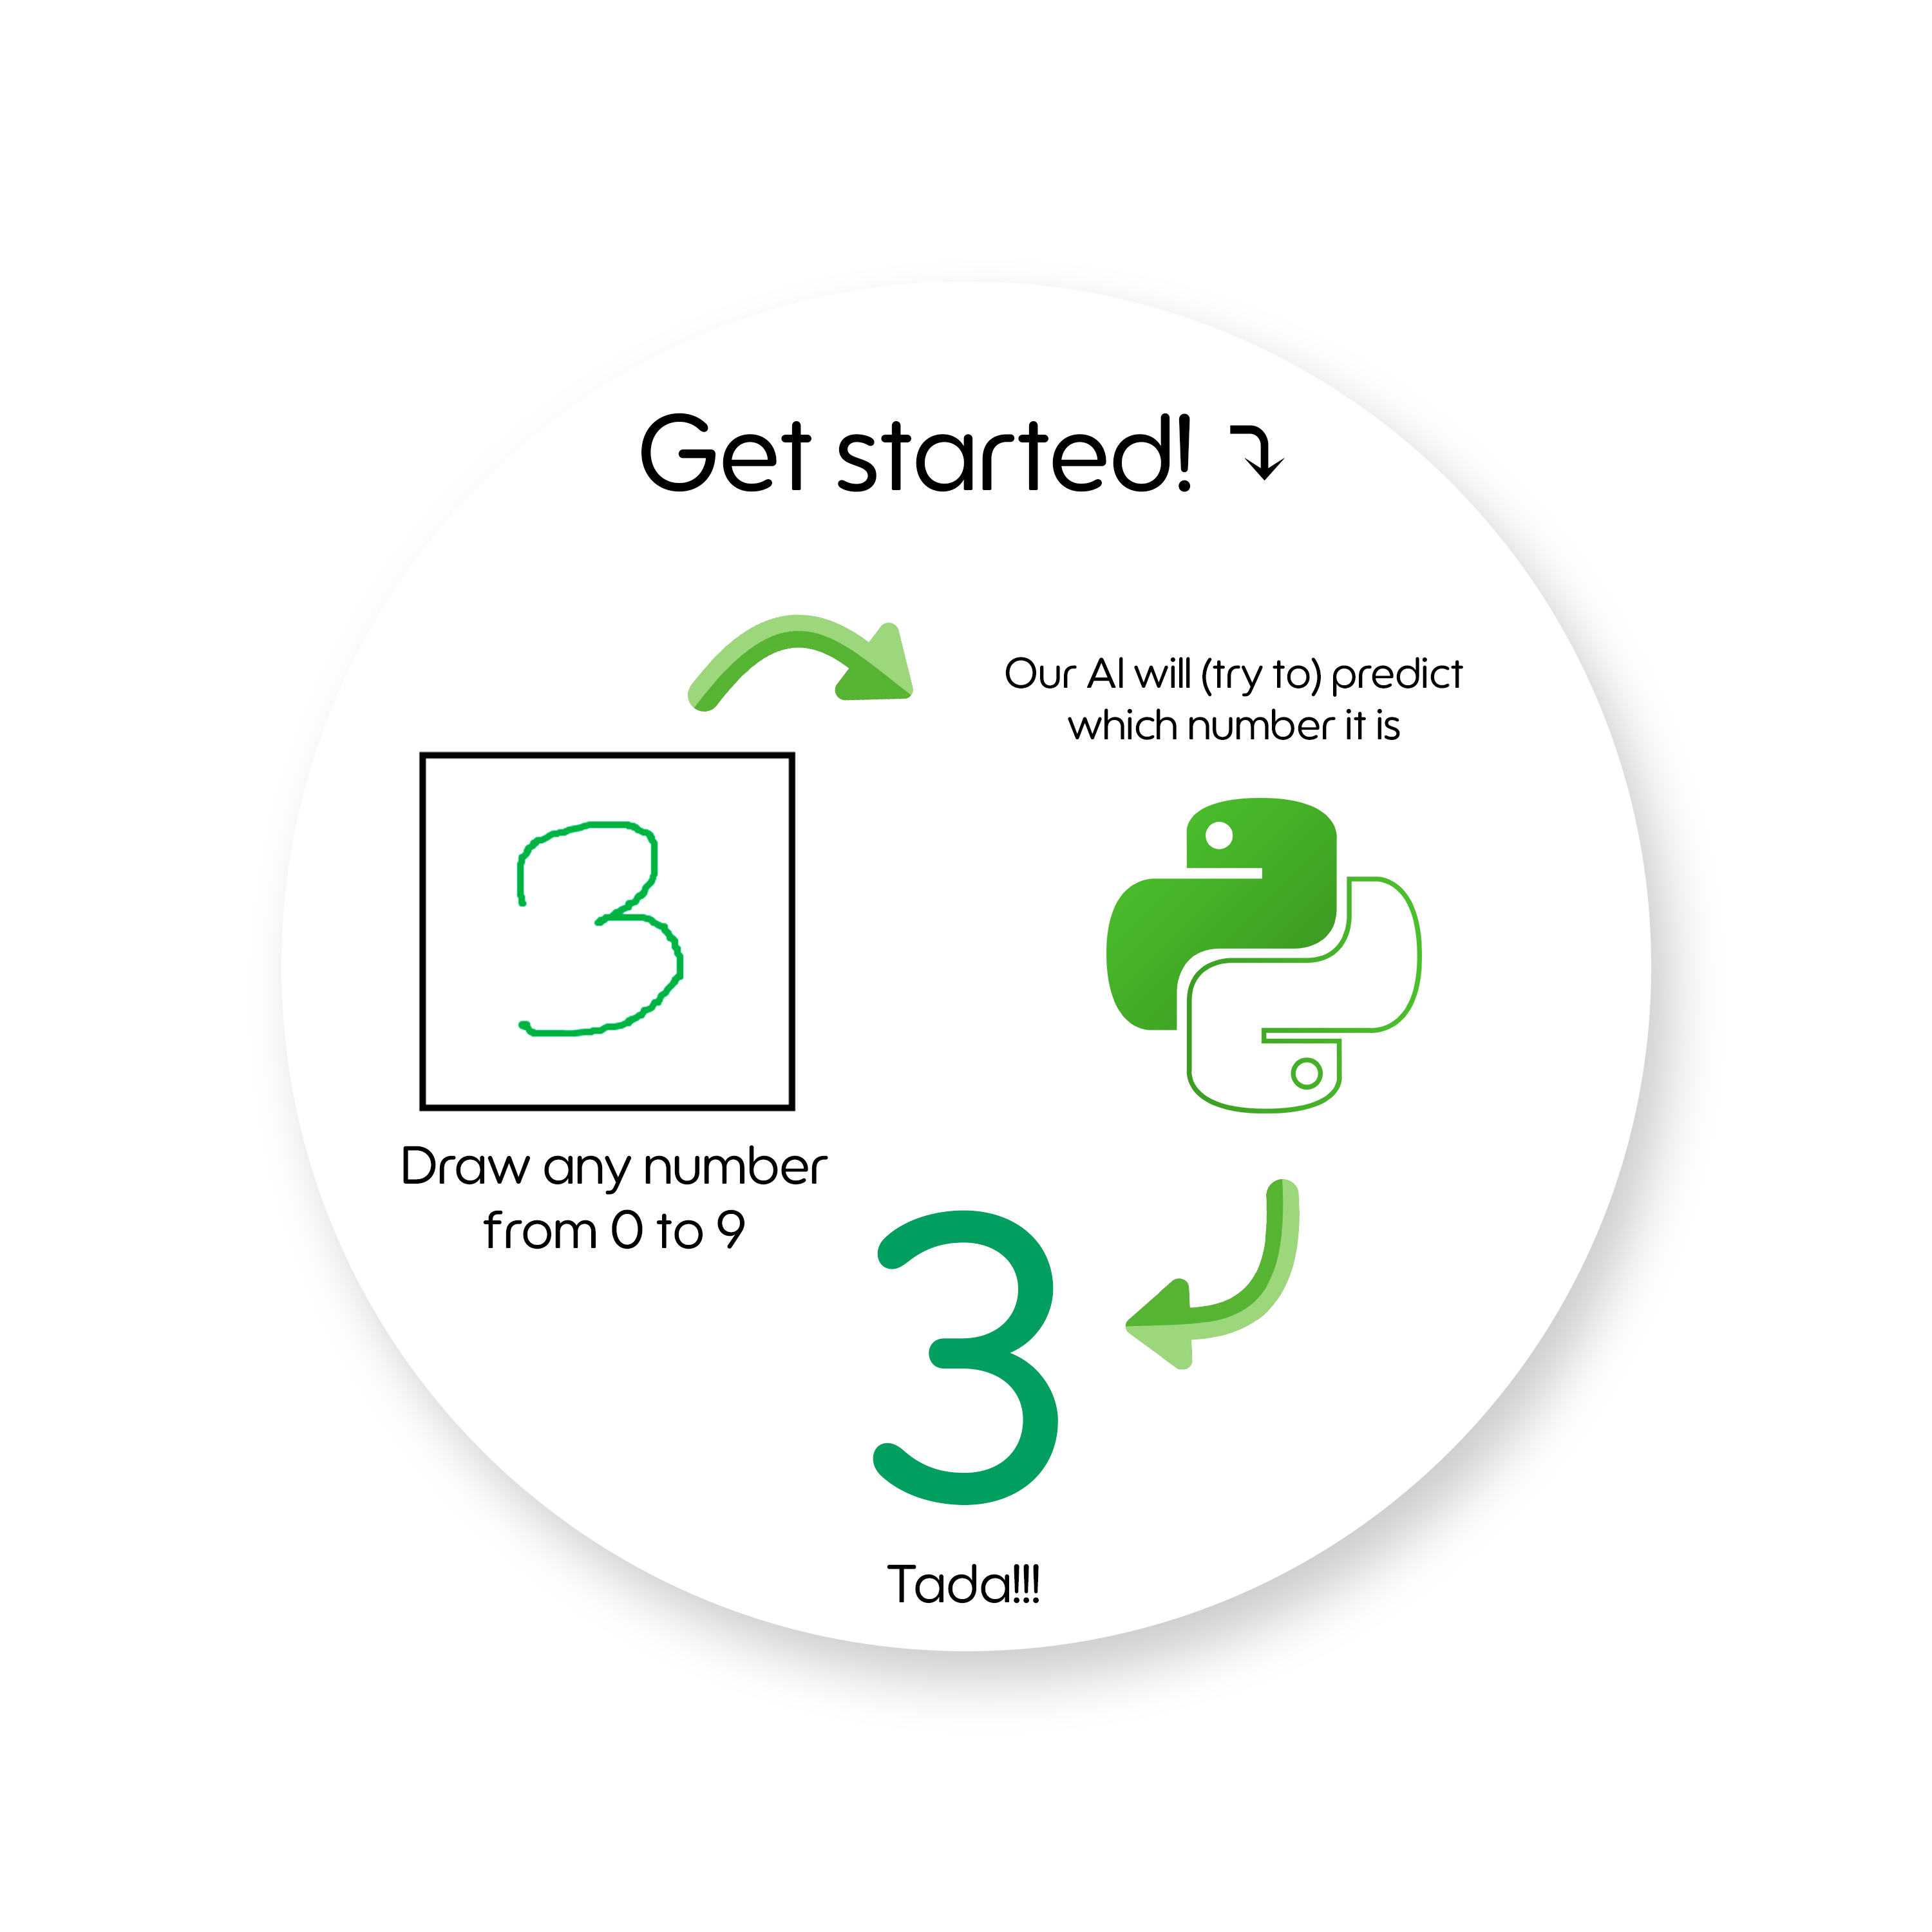 Get started!
Our AI will (try to) predict
which number it is
3
Draw any number
from 0 to 9
3
Tada!!!